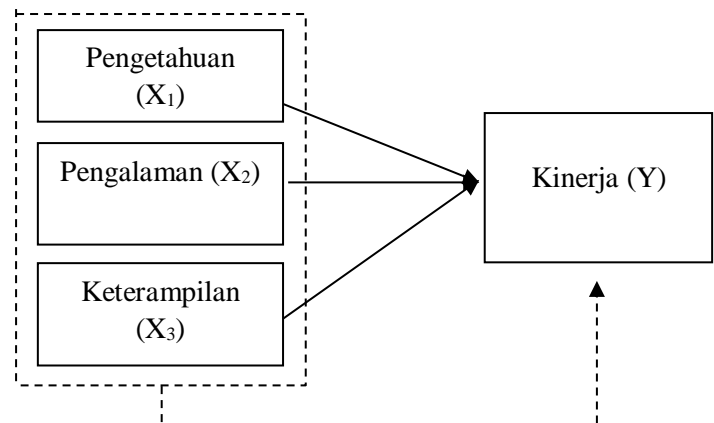 Pengetahuan
(X₁)
Pengalaman (X₂)
Kinerja (Y)
Keterampilan
(X₃)